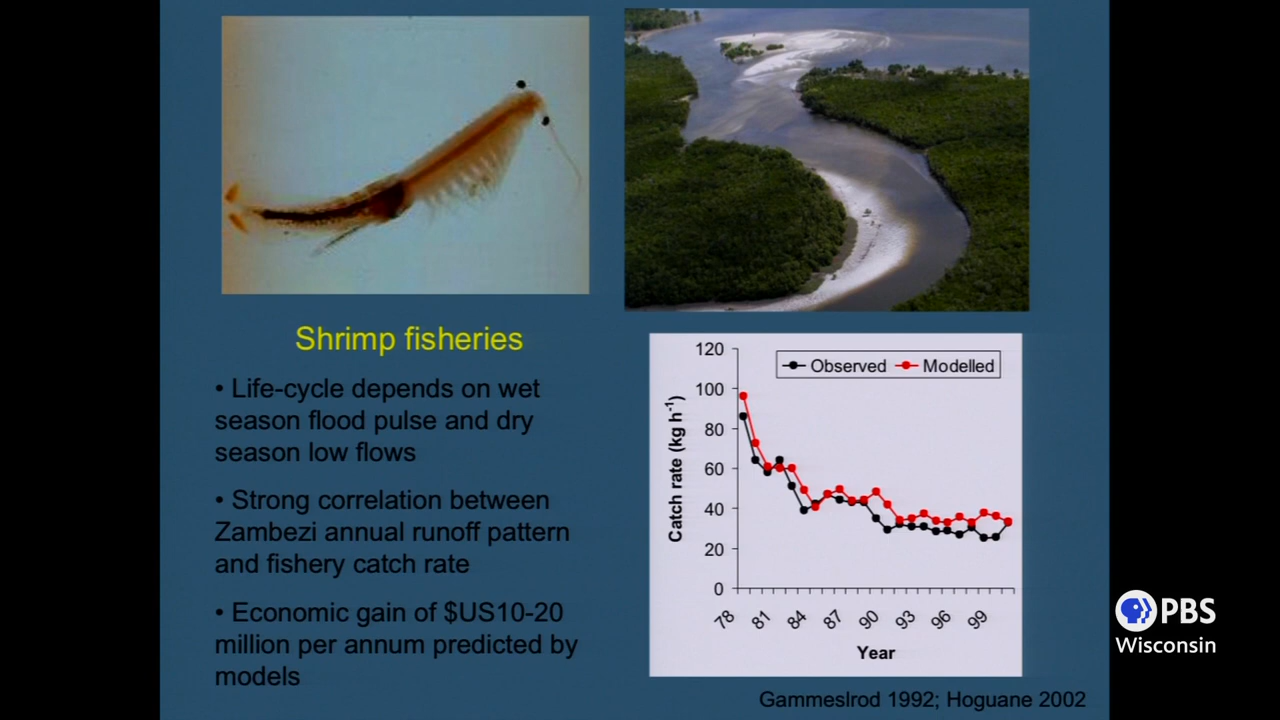 Shrimp fisheries
• Life-cycle depends on wet
season flood pulse and dry
season low flows
• Strong correlation between
Zambezi annual runoff pattern
and fishery catch rate
• Economic gain of $US10-20
million per annum predicted by
models
Observed Modelled
Catch rate (kg h-1)
120
100
80
60
40
20
0
78 81 84 87 90 93 96 99
Year
Gammeslrod 1992; Hoguane 2002
PBS
Wisconsin